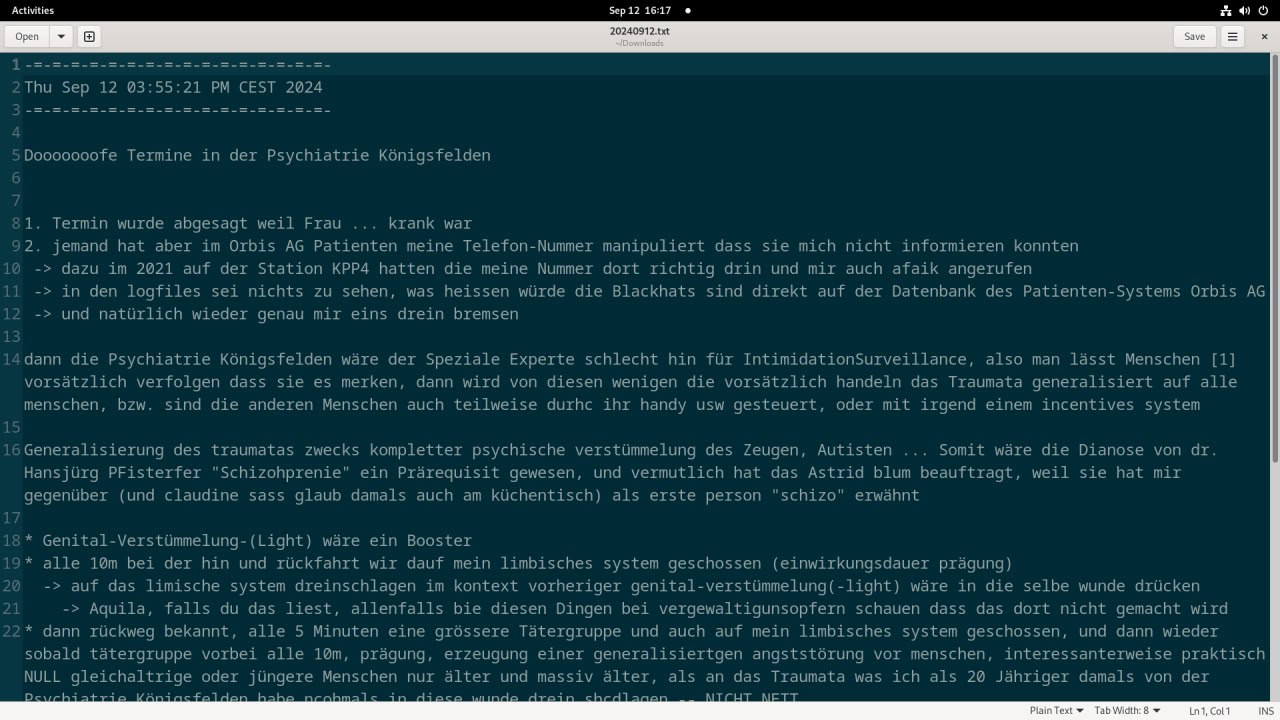 Activities
Sep 12 16:17
Open
20240912.txt
~/Downloads
Save
1 -=-=-=-=-=-=-=-=-=-=-=-=-=-=-=-=-
2 Thu Sep 12 03:55:21 PM CEST 2024
3 -=-=-=-=-=-=-=-=-=-=-=-=-=-=-=-=-
4
5 Dooooooofe Termine in der Psychiatrie Königsfelden
6
7
8 1. Termin wurde abgesagt weil Frau ... krank war
9 2. jemand hat aber im Orbis AG Patienten meine Telefon-Nummer manipuliert dass sie mich nicht informieren konnten
10 -> dazu im 2021 auf der Station KPP4 hatten die meine Nummer dort richtig drin und mir auch afaik angerufen
11 -> in den logfiles sei nichts zu sehen, was heissen würde die Blackhats sind direkt auf der Datenbank des Patienten-Systems Orbis AG
12 -> und natürlich wieder genau mir eins drein bremsen
13
14 dann die Psychiatrie Königsfelden wäre der Speziale Experte schlecht hin für IntimidationSurveillance, also man lässt Menschen [1]
vorsätzlich verfolgen dass sie es merken, dann wird von diesen wenigen die vorsätzlich handeln das Traumata generalisiert auf alle
menschen, bzw. sind die anderen Menschen auch teilweise durhc ihr handy usw gesteuert, oder mit irgend einem incentives system
15
16 Generalisierung des traumatas zwecks kompletter psychische verstümmelung des Zeugen, Autisten ... Somit wäre die Dianose von dr.
Hansjürg PFisterfer "Schizohprenie" ein Prärequisit gewesen, und vermutlich hat das Astrid blum beauftragt, weil sie hat mir
gegenüber (und claudine sass glaub damals auch am küchentisch) als erste person "schizo" erwähnt
17
18 * Genital-Verstümmelung-(Light) wäre ein Booster
19 * alle 10m bei der hin und rückfahrt wir dauf mein limbisches system geschossen (einwirkungsdauer prägung)
20 -> auf das limische system dreinschlagen im kontext vorheriger genital-verstümmelung(-light) wäre in die selbe wunde drücken
21 -> Aquila, falls du das liest, allenfalls bie diesen Dingen bei vergewaltigunsopfern schauen dass das dort nicht gemacht wird
22 * dann rückweg bekannt, alle 5 Minuten eine grössere Tätergruppe und auch auf mein limbisches system geschossen, und dann wieder
sobald tätergruppe vorbei alle 10m, prägung, erzeugung einer generalisiertgen angststörung vor menschen, interessanterweise praktisch
NULL gleichaltrige oder jüngere Menschen nur älter und massiv älter, als an das Traumata was ich als 20 Jähriger damals von der
Psychiatrie Königsfelden habe ncohmals in diese wunde drein shcdlagen -- NICHT NETT
Plain Text
Tab Width: 8
Ln 1, Col 1
INS